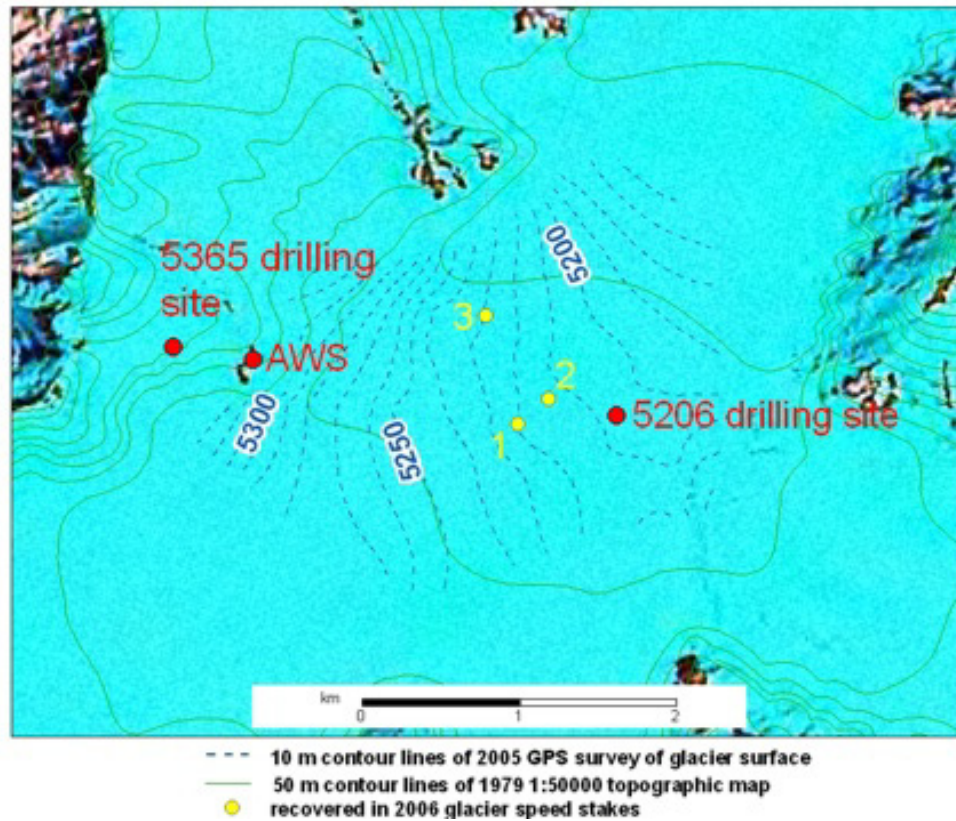 5200
5365 drilling
site
3
AWS
2
5300
5206 drilling site
1
5250
km
0 1 2
10 m contour lines of 2005 GPS survey of glacier surface
50 m contour lines of 1979 1:50000 topographic map
recovered in 2006 glacier speed stakes